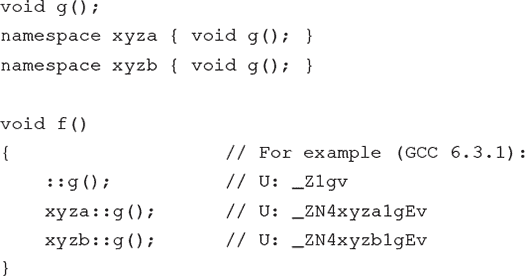 void g();
namespace xyza { void g(); }
namespace xyzb { void g(); }

void f()
{                    // For example (GCC 6.3.1):
    ::g();           // U: _Z1gv
    xyza::g();       // U: _ZN4xyza1gEv
    xyzb::g();       // U: _ZN4xyzb1gEv
}